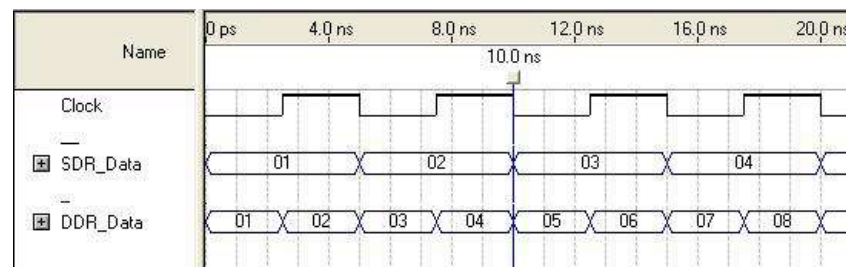 Name
0 ps 4.0 ns 8.0 ns 12.0 ns 16.0 ns 20.0 ns
10.0 ns
Clock
SDR_Data 01 02 03 04
DDR_Data 01 02 03 04 05 06 07 08